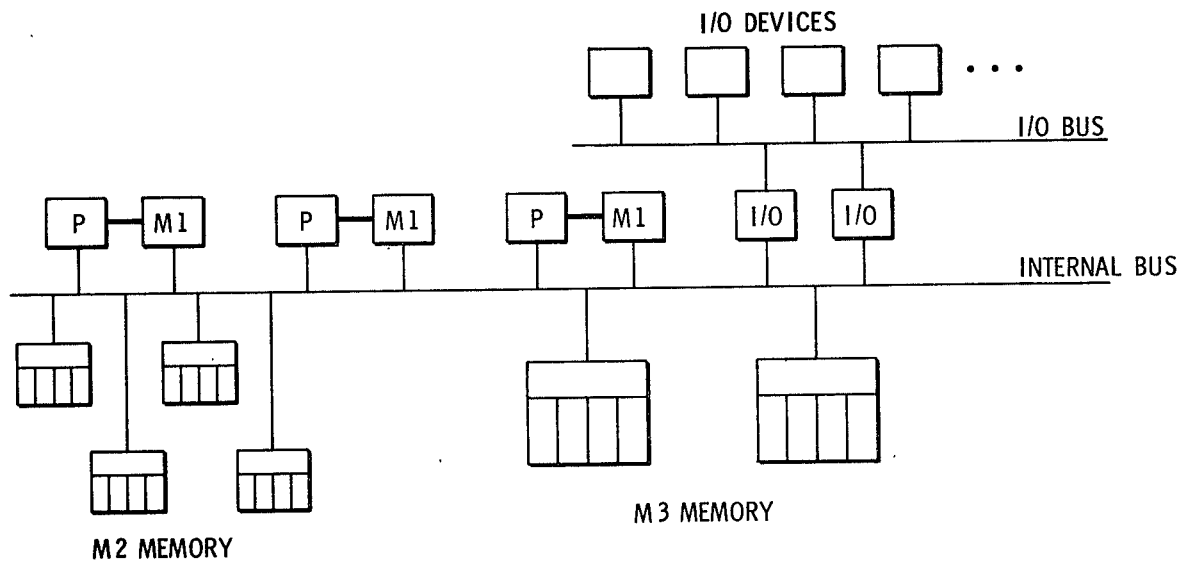 I/O DEVICES
I/O BUS
P M1 P M1 P M1 I/O I/O
INTERNAL BUS
M3 MEMORY
M2 MEMORY